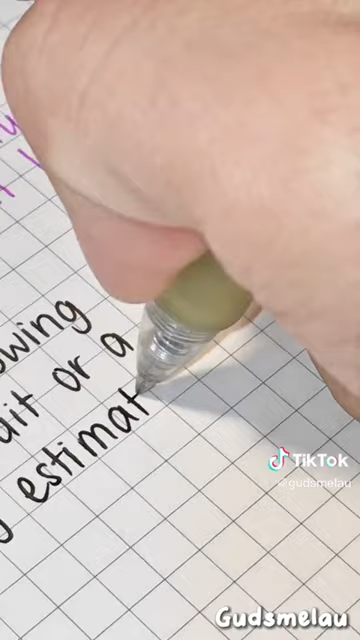 owing
ait or a
estimat
TikTok
@gudsmelau
Gudsmelau